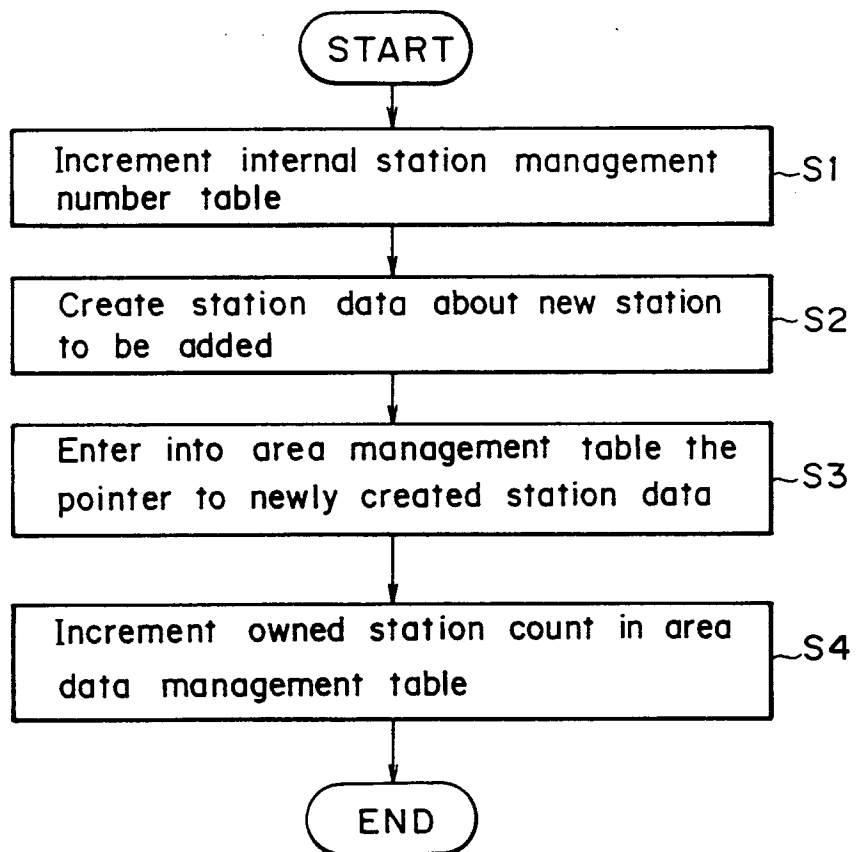 START
Increment internal station management
number table
S1
Create station data about new station
to be added
S2
Enter into area management table the
pointer to newly created station data
S3
Increment owned station count in area
data management table
S4
END